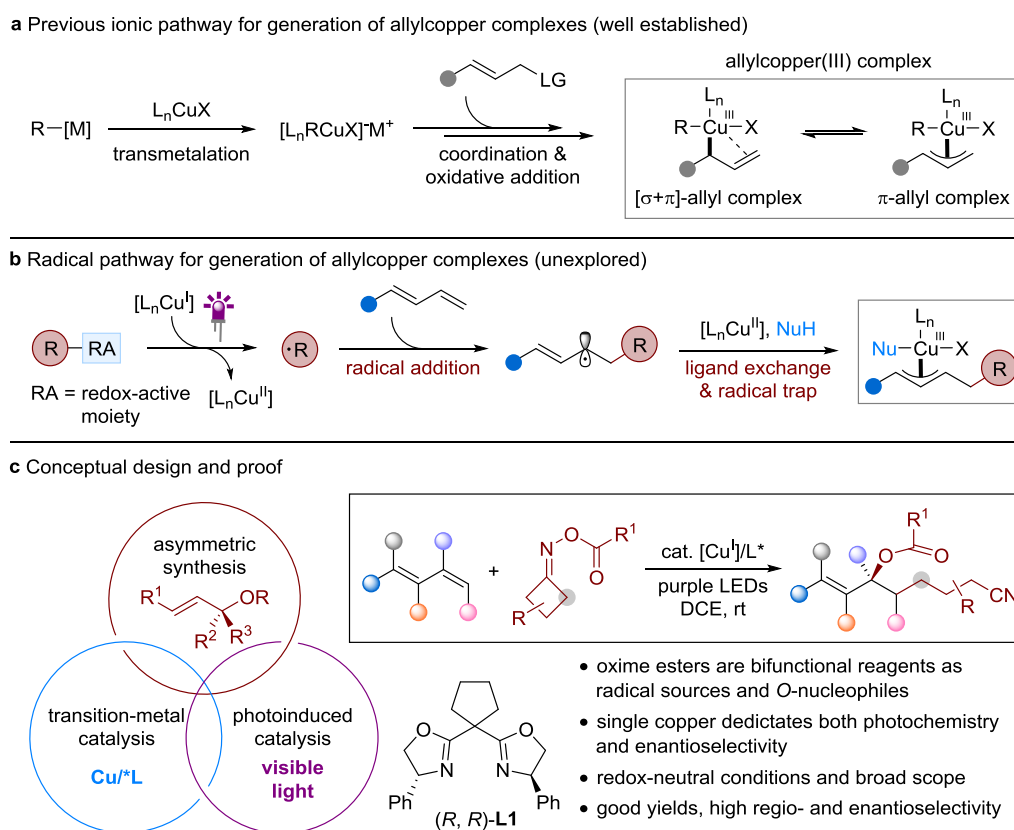 a Previous ionic pathway for generation of allylcopper complexes (well established)
allylcopper(III) complex
R–[M]
LnCuX
transmetalation
[LnRCuX]-M+
LG
coordination &
oxidative addition
Ln
R–CuIII–X
[σ+π]-allyl complex
Ln
R–CuIII–X
π-allyl complex
b Radical pathway for generation of allylcopper complexes (unexplored)
R–RA
RA = redox-active
moiety
[LnCuI]
[LnCuII]
·R
radical addition
R
[LnCuII], NuH
ligand exchange
& radical trap
Ln
Nu–CuIII–X
R
c Conceptual design and proof
asymmetric
synthesis
R1
OR
R2
R3
transition-metal
catalysis
Cu/*L
photoinduced
catalysis
visible
light
+
N
O
R1
O
R
cat. [CuI]/L*
purple LEDs
DCE, rt
R1
O
O
CN
R
O
O
N
N
Ph
Ph
(R, R)-L1
• oxime esters are bifunctional reagents as
radical sources and O-nucleophiles
• single copper dedictates both photochemistry
and enantioselectivity
• redox-neutral conditions and broad scope
• good yields, high regio- and enantioselectivity